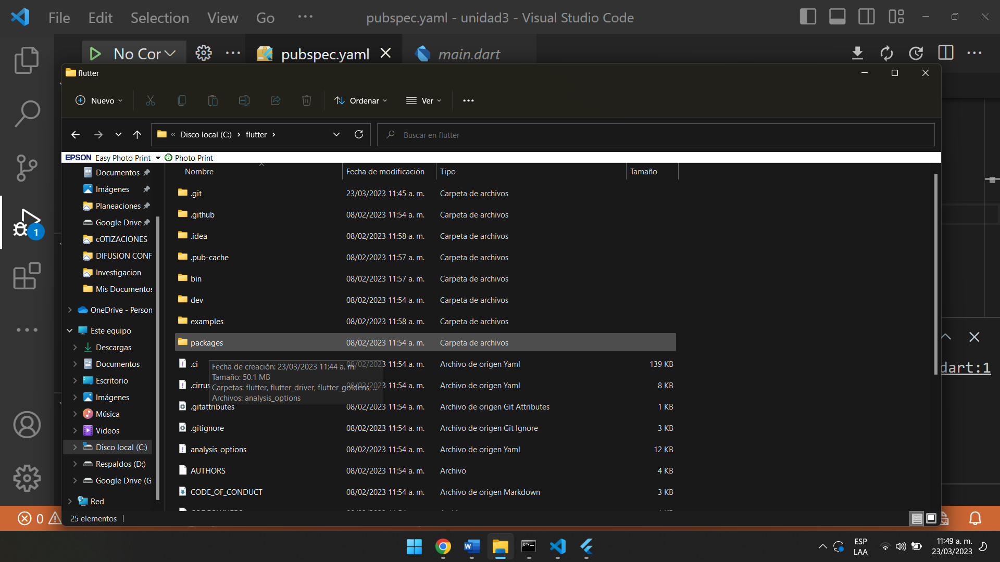 File Edit Selection View Go ··· pubspec.yaml - unidad3 - Visual Studio Code
No Cor ··· pubspec.yaml main.dart ···
flutter
Nuevo Ordenar Ver ···
« Disco local (C:) › flutter › Buscar en flutter
EPSON Easy Photo Print Photo Print
Nombre Fecha de modificación Tipo Tamaño
Documentos
Imágenes
Planeaciones
Google Drive
cOTIZACIONES
DIFUSION CONF
Investigacion
Mis Documentos
OneDrive - Person
Este equipo
Descargas
Documentos
Escritorio
Imágenes
Música
Videos
Disco local (C:)
Respaldos (D:)
Google Drive (G
Red
.git 23/03/2023 11:45 a. m. Carpeta de archivos
.github 08/02/2023 11:54 a. m. Carpeta de archivos
.idea 08/02/2023 11:58 a. m. Carpeta de archivos
.pub-cache 08/02/2023 11:57 a. m. Carpeta de archivos
bin 08/02/2023 11:57 a. m. Carpeta de archivos
dev 08/02/2023 11:54 a. m. Carpeta de archivos
examples 08/02/2023 11:58 a. m. Carpeta de archivos
packages 08/02/2023 11:54 a. m. Carpeta de archivos
.ci 08/02/2023 11:54 a. m. Archivo de origen Yaml 139 KB
.cirrus 08/02/2023 11:54 a. m. Archivo de origen Yaml 8 KB
.gitattributes 08/02/2023 11:54 a. m. Archivo de origen Git Attributes 1 KB
.gitignore 08/02/2023 11:54 a. m. Archivo de origen Git Ignore 3 KB
analysis_options 08/02/2023 11:54 a. m. Archivo de origen Yaml 12 KB
AUTHORS 08/02/2023 11:54 a. m. Archivo 4 KB
CODE_OF_CONDUCT 08/02/2023 11:54 a. m. Archivo de origen Markdown 3 KB
Fecha de creación: 23/03/2023 11:44 a. m.
Tamaño: 50.1 MB
Carpetas: flutter, flutter_driver, flutter_goldens, ...
Archivos: analysis_options
25 elementos
dart:1
1
0
ESP
LAA
11:49 a. m.
23/03/2023